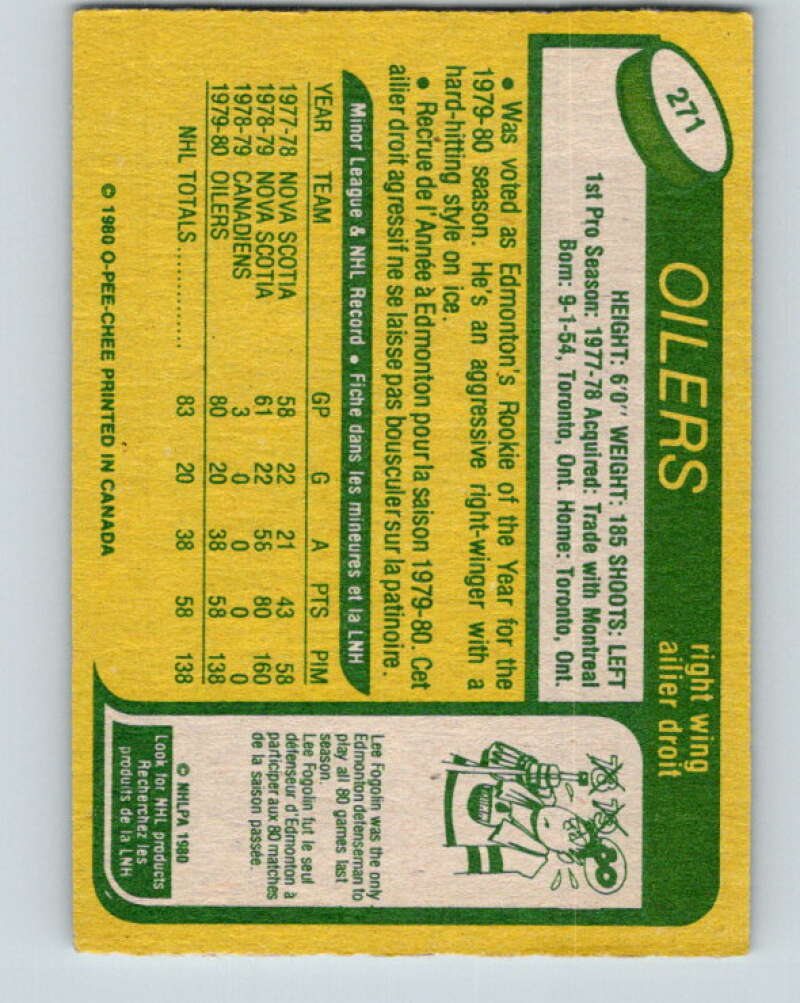 271
OILERS
right wing
ailier droit
HEIGHT: 6'0" WEIGHT: 185 SHOOTS: LEFT
1st Pro Season: 1977-78 Acquired: Trade with Montreal
Born: 9-1-54, Toronto, Ont. Home: Toronto, Ont.
• Was voted as Edmonton's Rookie of the Year for the
1979-80 season. He's an aggressive right-winger with a
hard-hitting style on ice.
• Recrue de l'Année à Edmonton pour la saison 1979-80. Cet
ailier droit agressif ne se laisse pas bousculer sur la patinoire.
Minor League & NHL Record • Fiche dans les mineures et la LNH
YEAR TEAM GP G A PTS PIM
1977-78 NOVA SCOTIA 58 22 21 43 58
1978-79 NOVA SCOTIA 61 22 56 80 160
1978-79 CANADIENS 3 0 0 0 0
1979-80 OILERS 80 20 38 58 138
NHL TOTALS .............. 83 20 38 58 138
© 1980 O-PEE-CHEE PRINTED IN CANADA
78
79
80
Lee Fogolin was the only
Edmonton defenseman to
play all 80 games last
season.
Lee Fogolin fut le seul
défenseur d'Edmonton à
participer aux 80 matches
de la saison passée.
© NHLPA 1980
Look for NHL products
Recherchez les
produits de la LNH